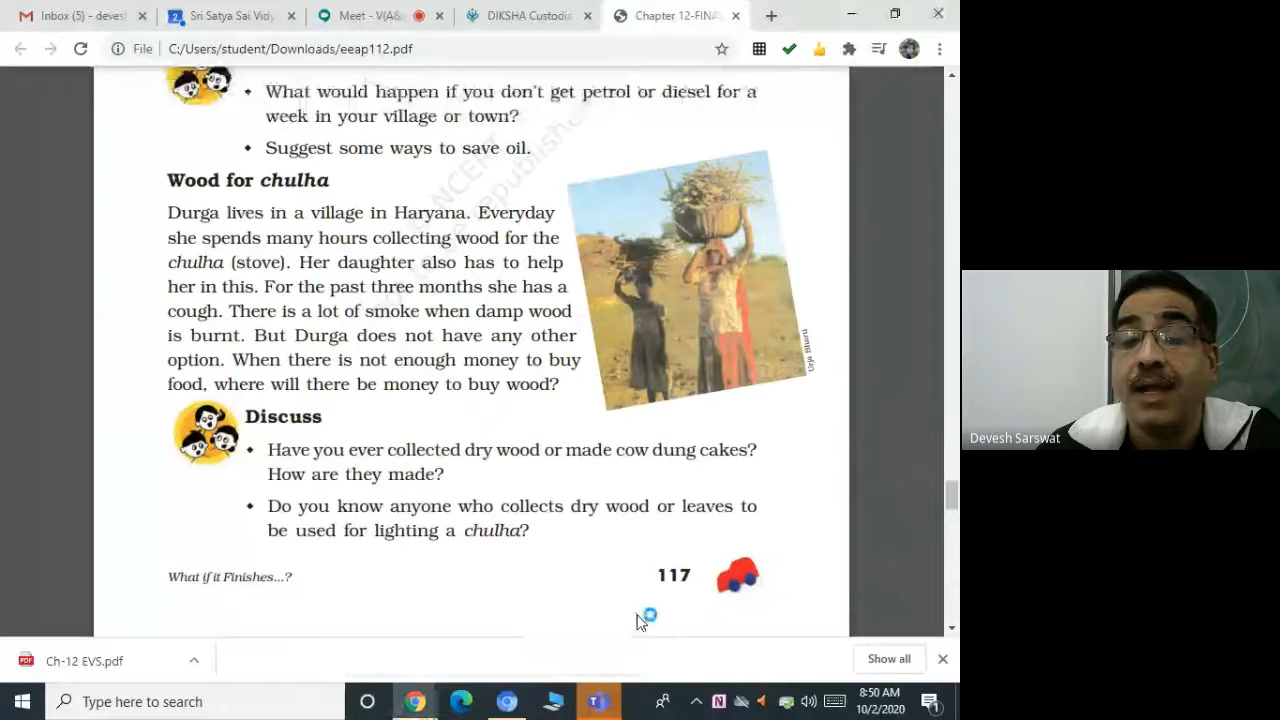 Inbox (45) - devesl
Sri Satya Sai Vidy
Meet - V(A&
DIKSHA Custodia
Chapter 12-FINA
File
C:/Users/student/Downloads/eeap112.pdf
What would happen if you don't get petrol or diesel for a
week in your village or town?
Suggest some ways to save oil.
Wood for chulha
Durga lives in a village in Haryana. Everyday
she spends many hours collecting wood for the
chulha (stove). Her daughter also has to help
her in this. For the past three months she has a
cough. There is a lot of smoke when damp wood
is burnt. But Durga does not have any other
option. When there is not enough money to buy
food, where will there be money to buy wood?
Urja Bharti
Discuss
Have you ever collected dry wood or made cow dung cakes?
How are they made?
Do you know anyone who collects dry wood or leaves to
be used for lighting a chulha?
What if it Finishes...?
117
Devesh Sarswat
Ch-12 EVS.pdf
Show all
Type here to search
8:50 AM
10/2/2020